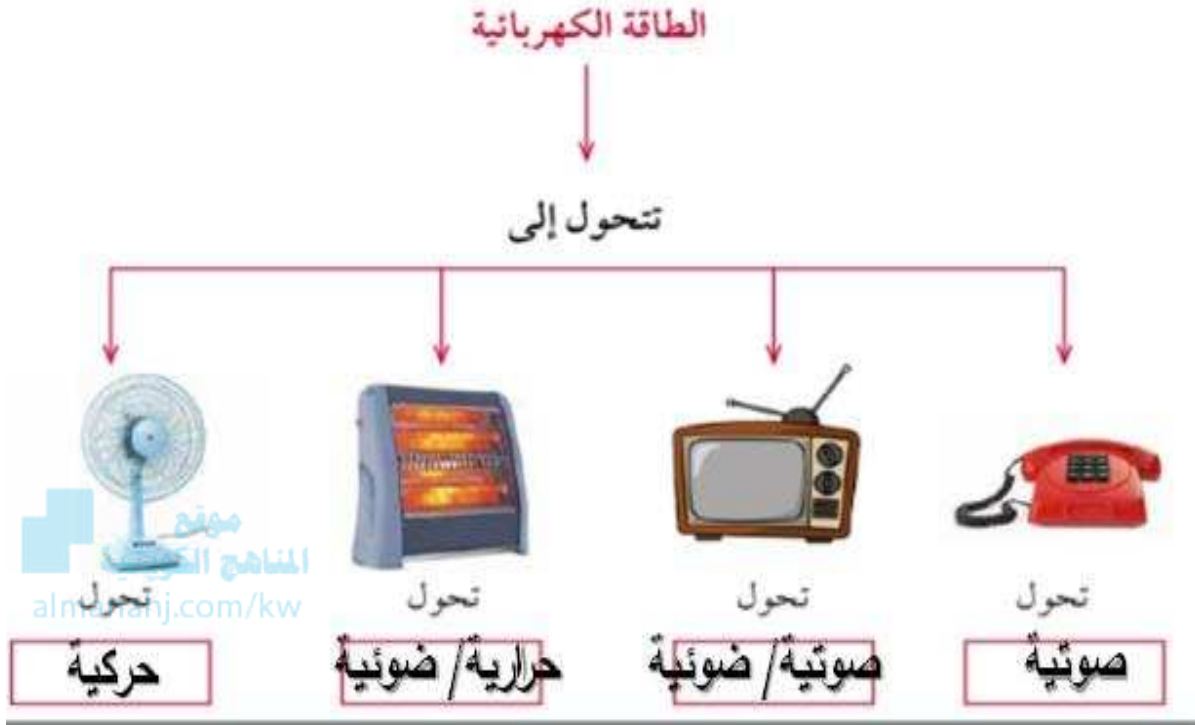 الطاقة الكهربائية
تتحول إلى
تحول تحول تحول تحول
صوتية صوتية/ ضوئية حرارية/ ضوئية حركية
موقع
المناهج الكويتية
almanahj.com/kw